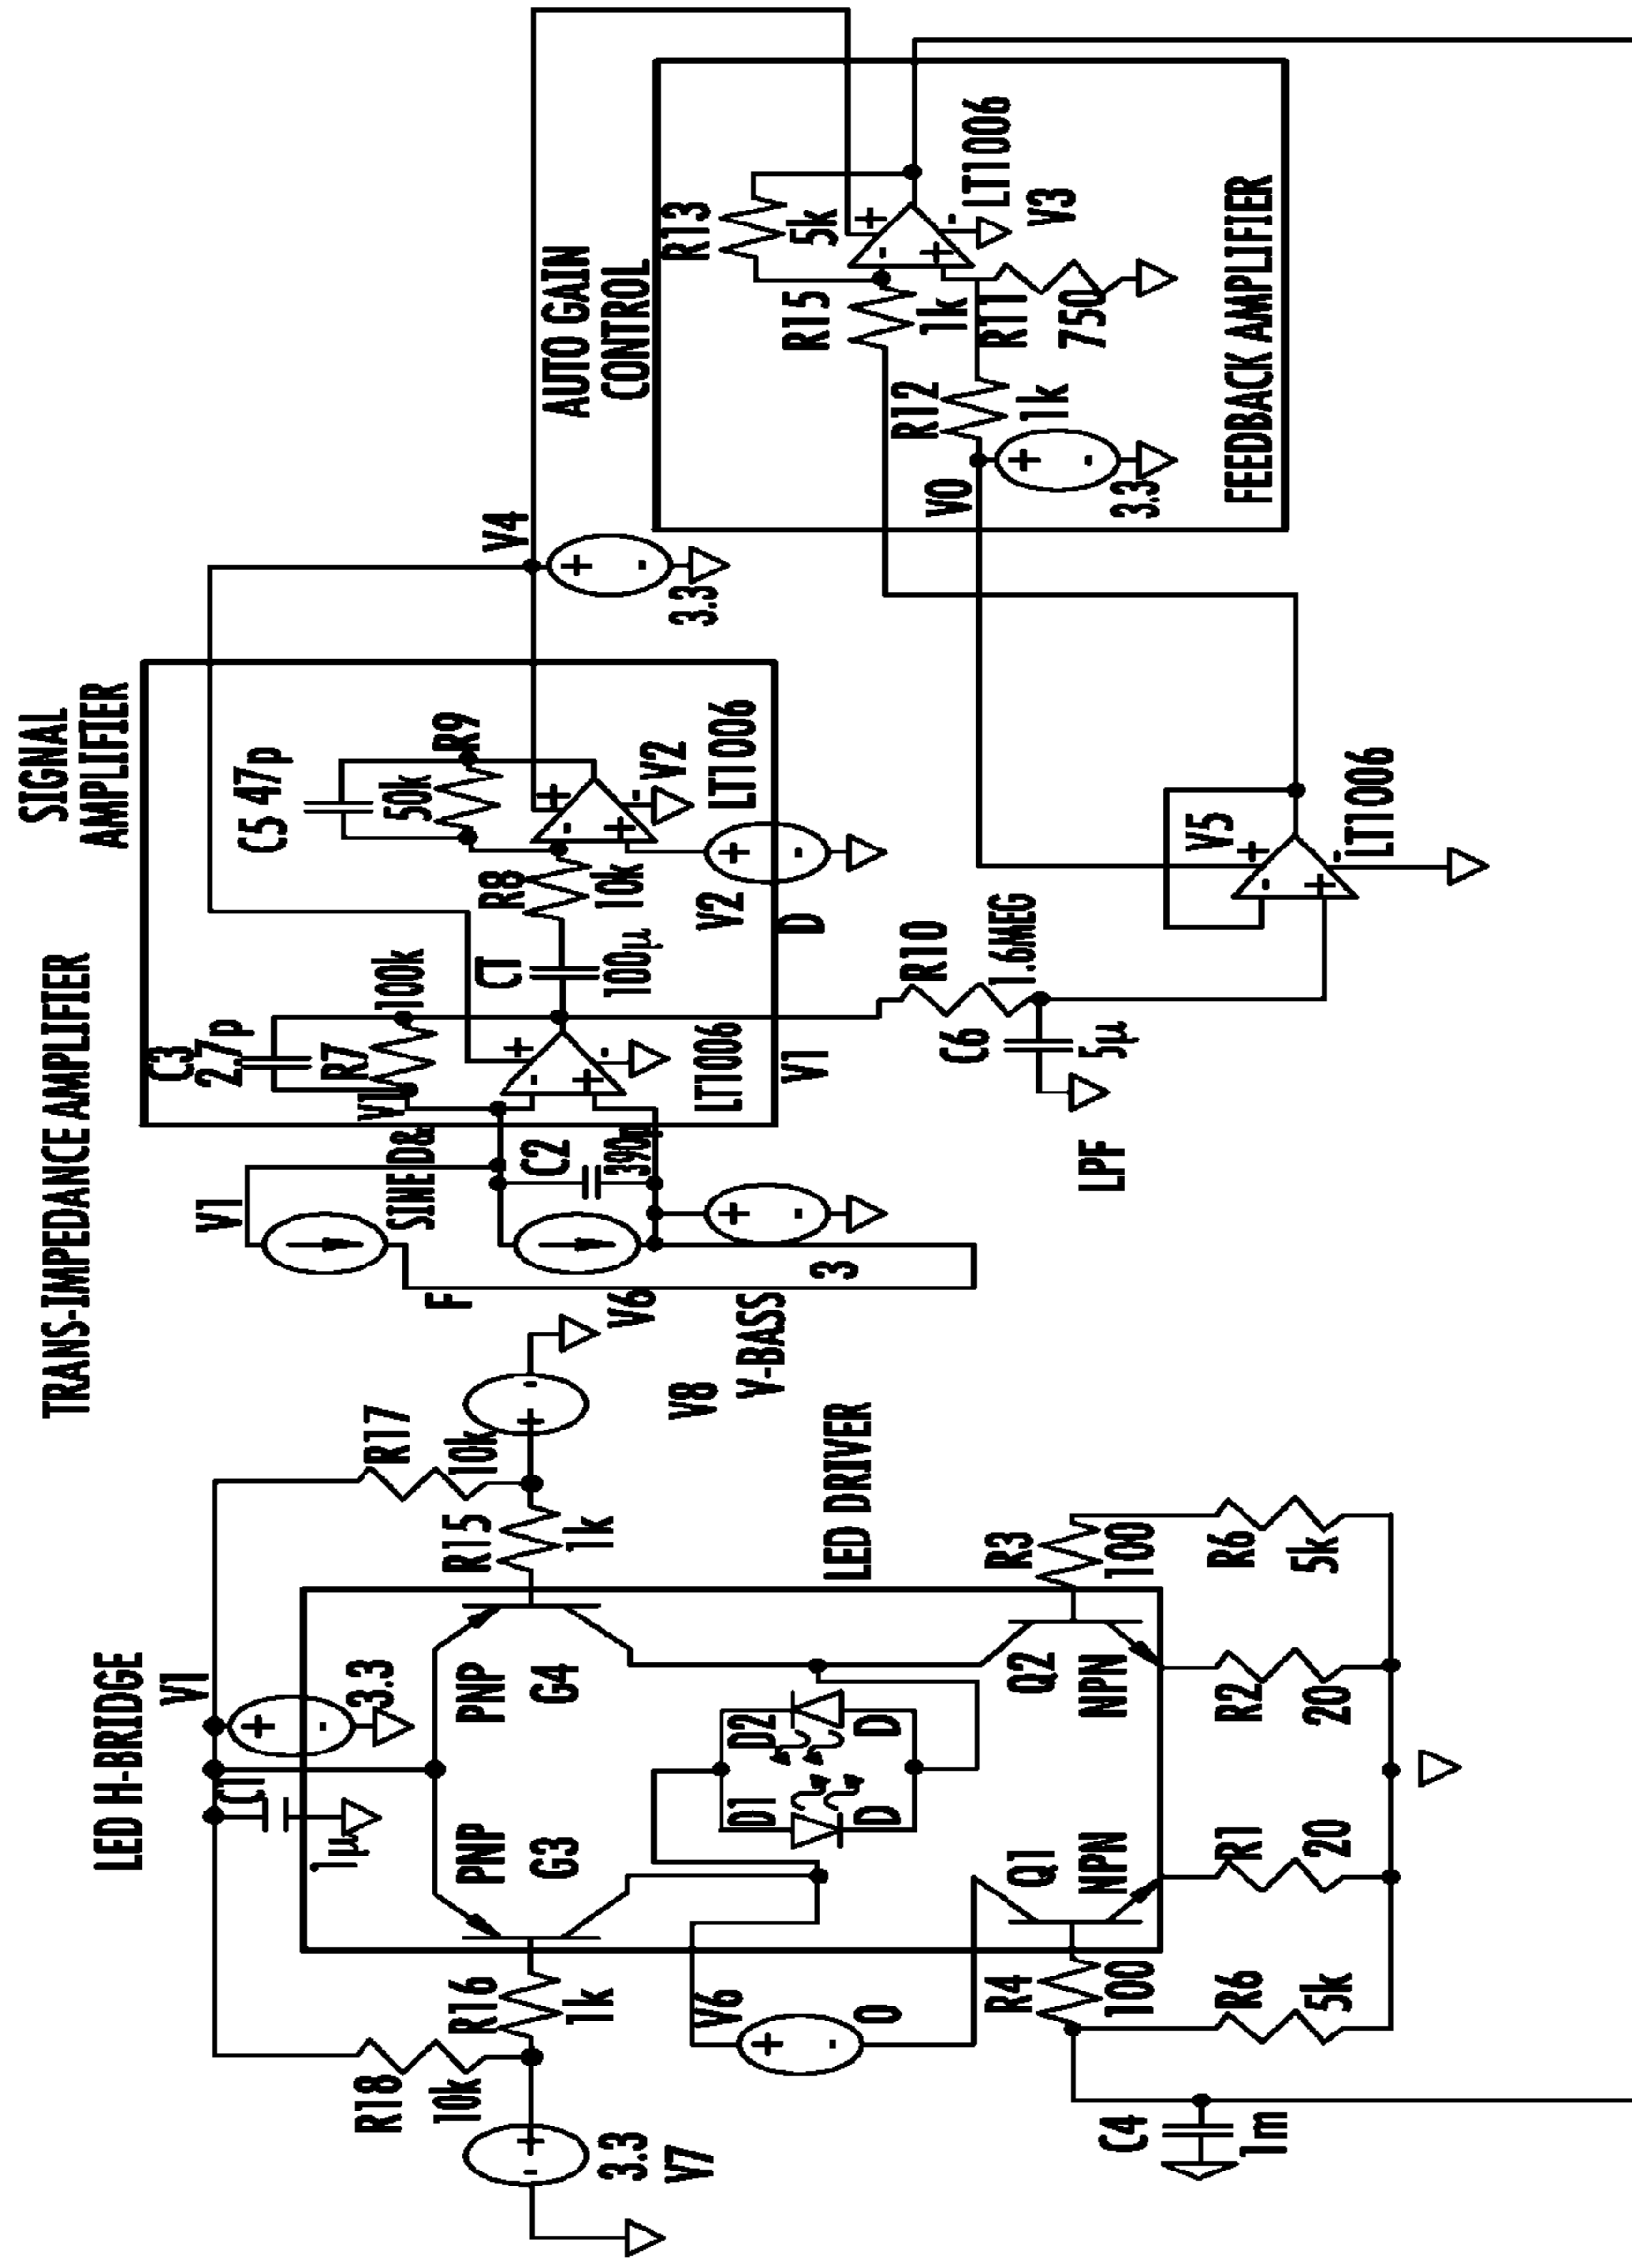 LED H-BRIDGE
V1
3.3
C1
1µ
R18
10k
R16
1k
3.3
V7
PNP
G3
PNP
G4
R17
10k
R15
1k
V6
V8
D1
D
D2
D
V6
0
Q1
NPN
Q2
NPN
LED DRIVER
R4
100
R3
100
R6
5k
R1
20
R2
20
R6
5k
C4
1m
TRANS-IMPEDANCE AMPLIFIER
V1
F
SINE
D&
C2
390
V-BASS
3
C3
2.7p
R7
100k
V1
LT1006
V1
SIGNAL
AMPLIFIER
C5 47p
50k
R9
CT
100µ
R8
10k
V2
LT1006
V2
D
V4
3.3
LPF
C6
5µ
R10
1.6MEG
V5
LT1006
AUTO GAIN
CONTROL
R13
5k
R15
1k
LT1006
V3
R12
1k
R11
750
V0
3.3
FEEDBACK AMPLIFIER